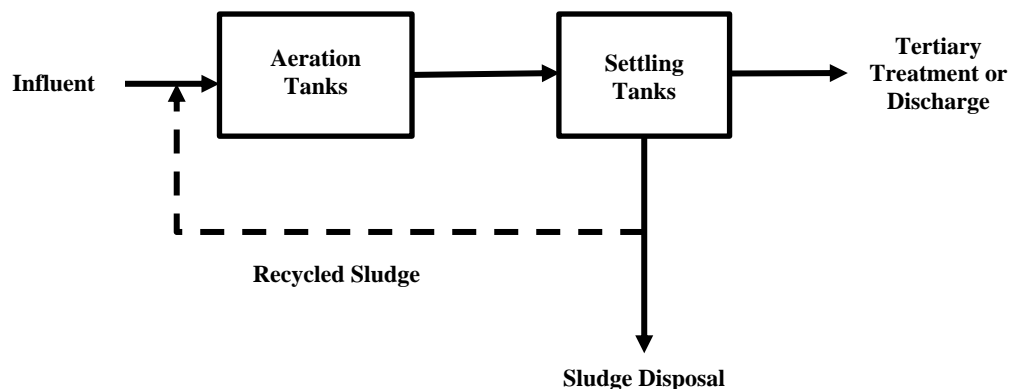 Influent
Aeration
Tanks
Settling
Tanks
Tertiary
Treatment or
Discharge
Recycled Sludge
Sludge Disposal